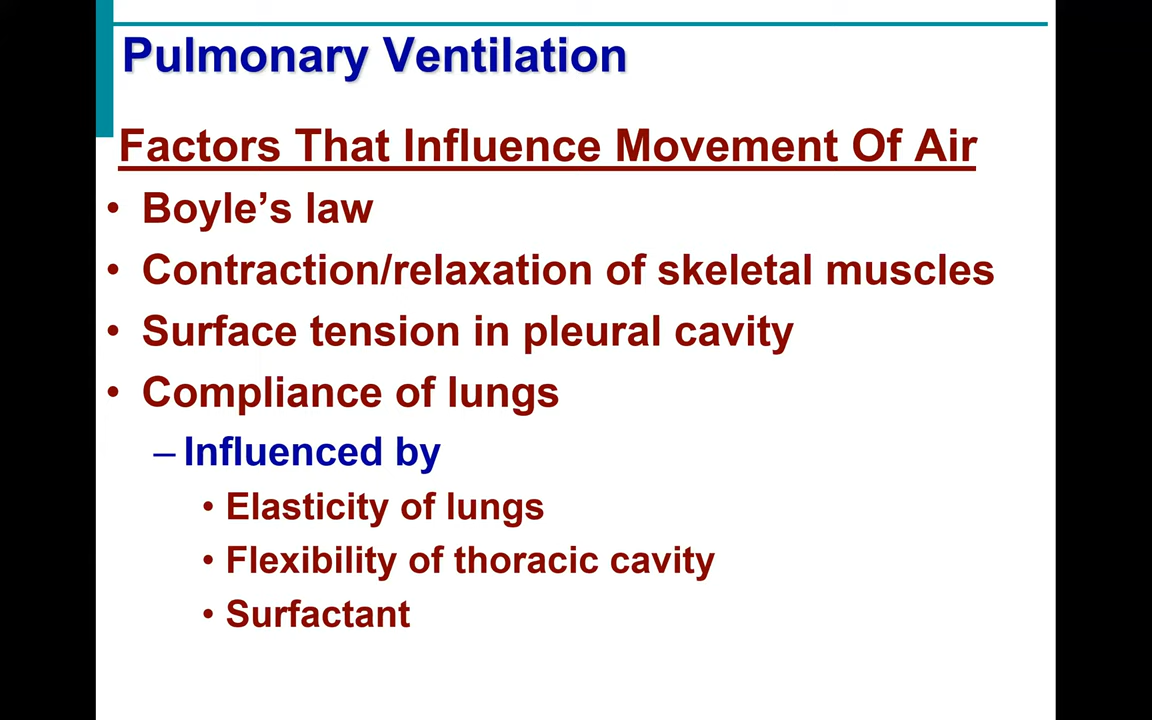 Pulmonary Ventilation
Factors That Influence Movement Of Air
• Boyle’s law
• Contraction/relaxation of skeletal muscles
• Surface tension in pleural cavity
• Compliance of lungs
– Influenced by
• Elasticity of lungs
• Flexibility of thoracic cavity
• Surfactant